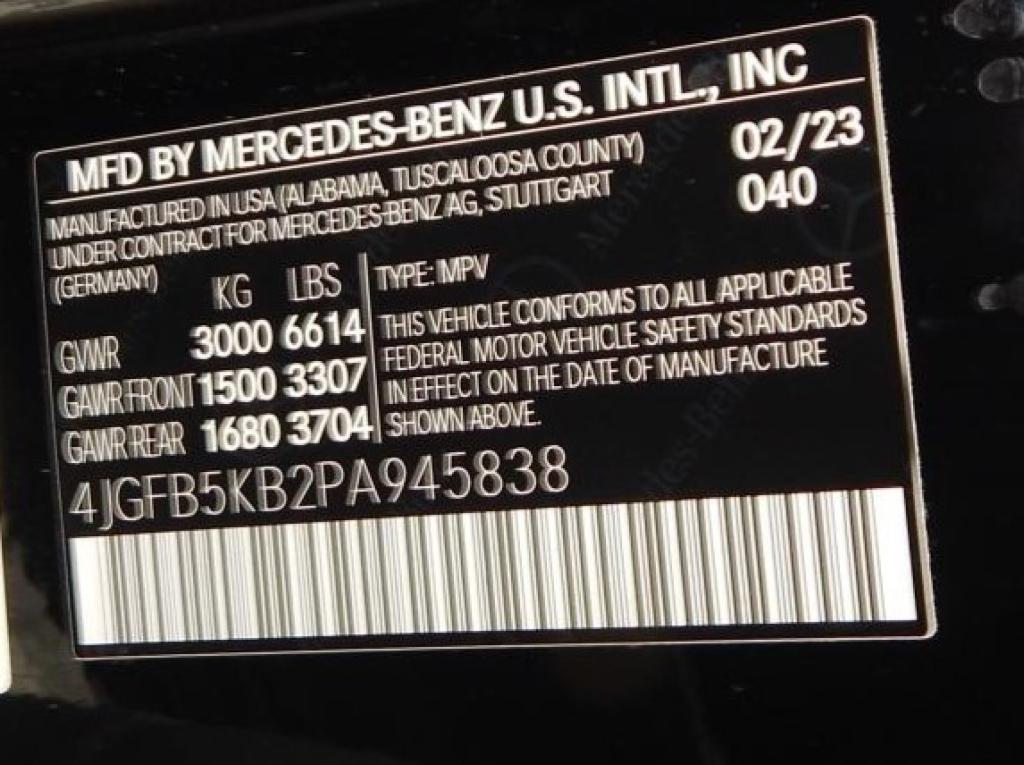 MFD BY MERCEDES-BENZ U.S. INTL., INC
MANUFACTURED IN USA (ALABAMA, TUSCALOOSA COUNTY)
UNDER CONTRACT FOR MERCEDES-BENZ AG, STUTTGART
(GERMANY)
02/23
040
KG LBS
GVWR 3000 6614
GAWR FRONT 1500 3307
GAWR REAR 1680 3704
TYPE: MPV
THIS VEHICLE CONFORMS TO ALL APPLICABLE
FEDERAL MOTOR VEHICLE SAFETY STANDARDS
IN EFFECT ON THE DATE OF MANUFACTURE
SHOWN ABOVE.
4JGFB5KB2PA945838